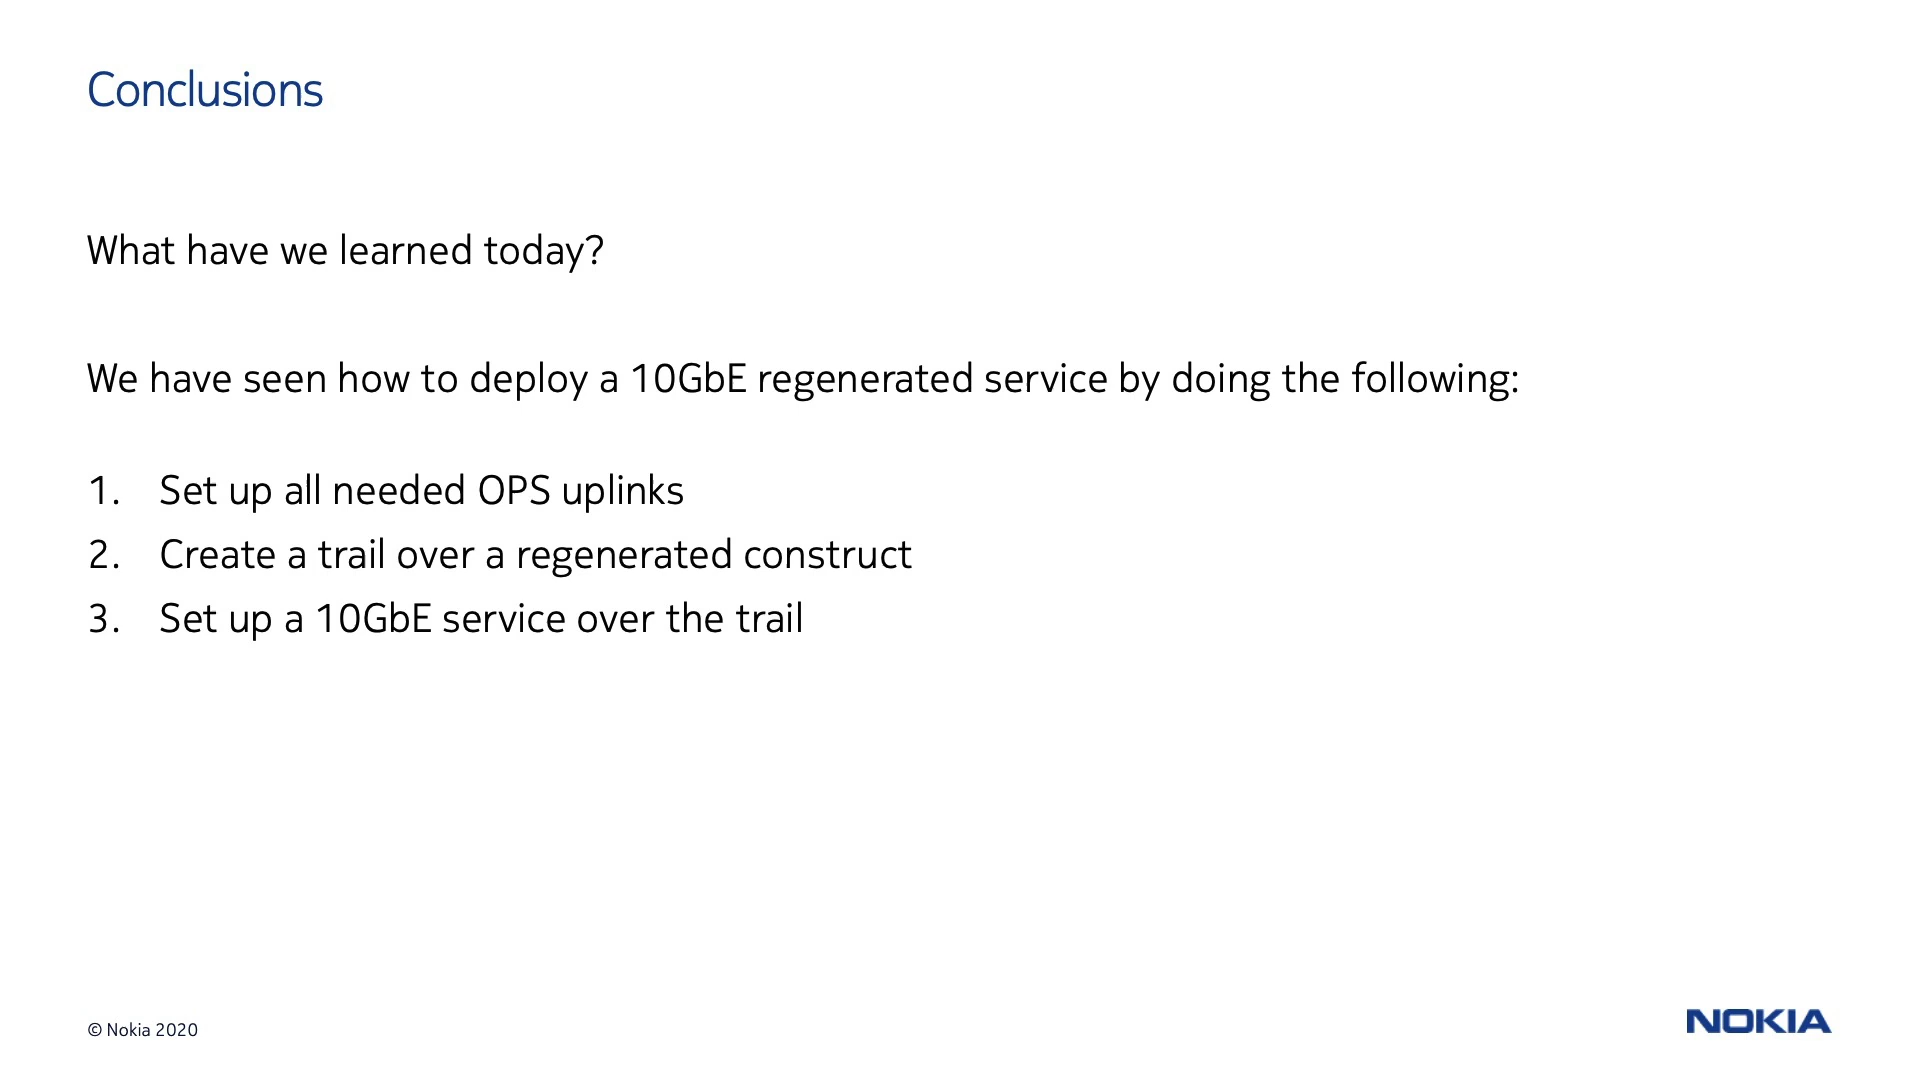 Conclusions
What have we learned today?
We have seen how to deploy a 10GbE regenerated service by doing the following:
1. Set up all needed OPS uplinks
2. Create a trail over a regenerated construct
3. Set up a 10GbE service over the trail
© Nokia 2020
NOKIA